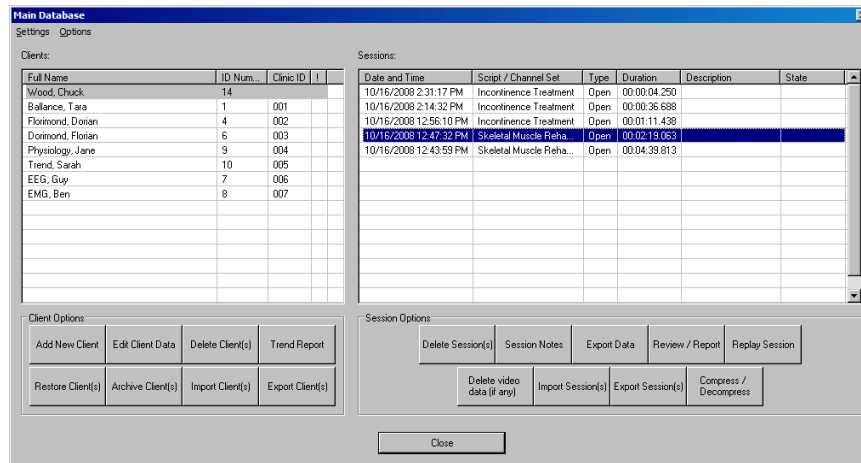 Main Database
Settings Options
Clients:
Full Name ID Num... Clinic ID !
Wood, Chuck 14
Ballance, Tara 1 001
Florimond, Dorian 4 002
Dorimond, Florian 6 003
Physiology, Jane 9 004
Trend, Sarah 10 005
EEG, Guy 7 006
EMG, Ben 8 007
Sessions:
Date and Time Script / Channel Set Type Duration Description State
10/16/2008 2:31:17 PM Incontinence Treatment Open 00:00:04.250
10/16/2008 2:14:32 PM Incontinence Treatment Open 00:00:36.688
10/16/2008 12:56:10 PM Incontinence Treatment Open 00:01:11.438
10/16/2008 12:47:32 PM Skeletal Muscle Reha... Open 00:02:19.063
10/16/2008 12:43:59 PM Skeletal Muscle Reha... Open 00:04:39.813
Client Options
Add New Client Edit Client Data Delete Client(s) Trend Report
Restore Client(s) Archive Client(s) Import Client(s) Export Client(s)
Session Options
Delete Session(s) Session Notes Export Data Review / Report Replay Session
Delete video
data (if any) Import Session(s) Export Session(s) Compress /
Decompress
Close